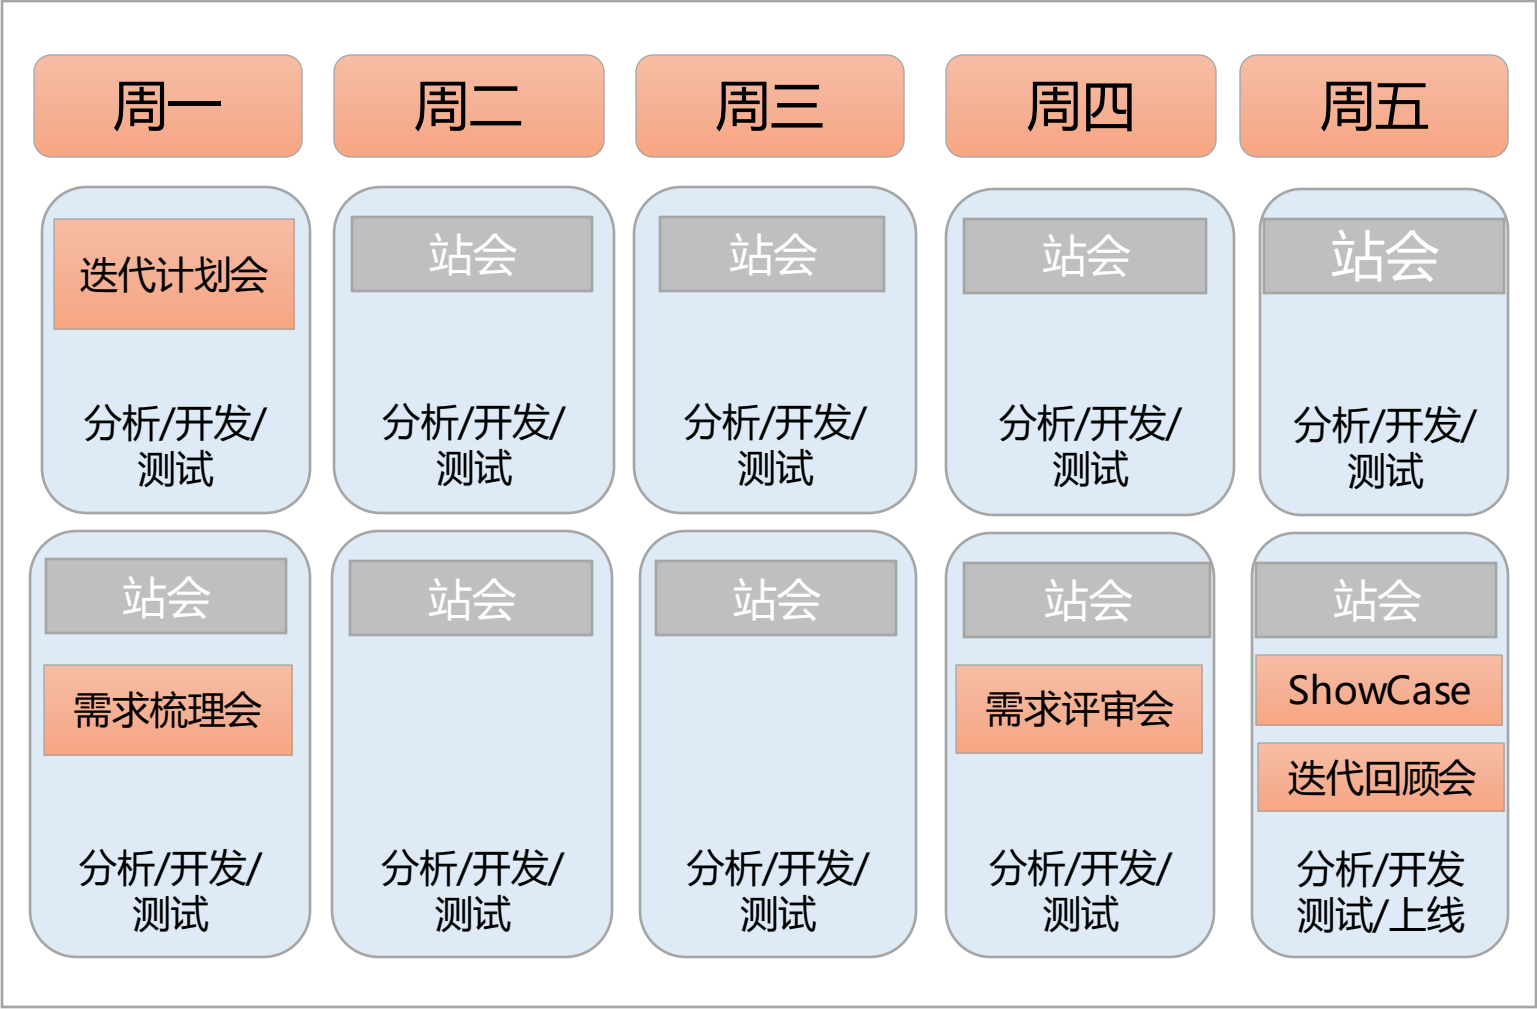 周一
周二
周三
周四
周五
迭代计划会
分析/开发/
测试
站会
分析/开发/
测试
站会
分析/开发/
测试
站会
分析/开发/
测试
站会
分析/开发/
测试
站会
需求梳理会
分析/开发/
测试
站会
分析/开发/
测试
站会
分析/开发/
测试
站会
需求评审会
分析/开发/
测试
站会
ShowCase
迭代回顾会
分析/开发
测试/上线